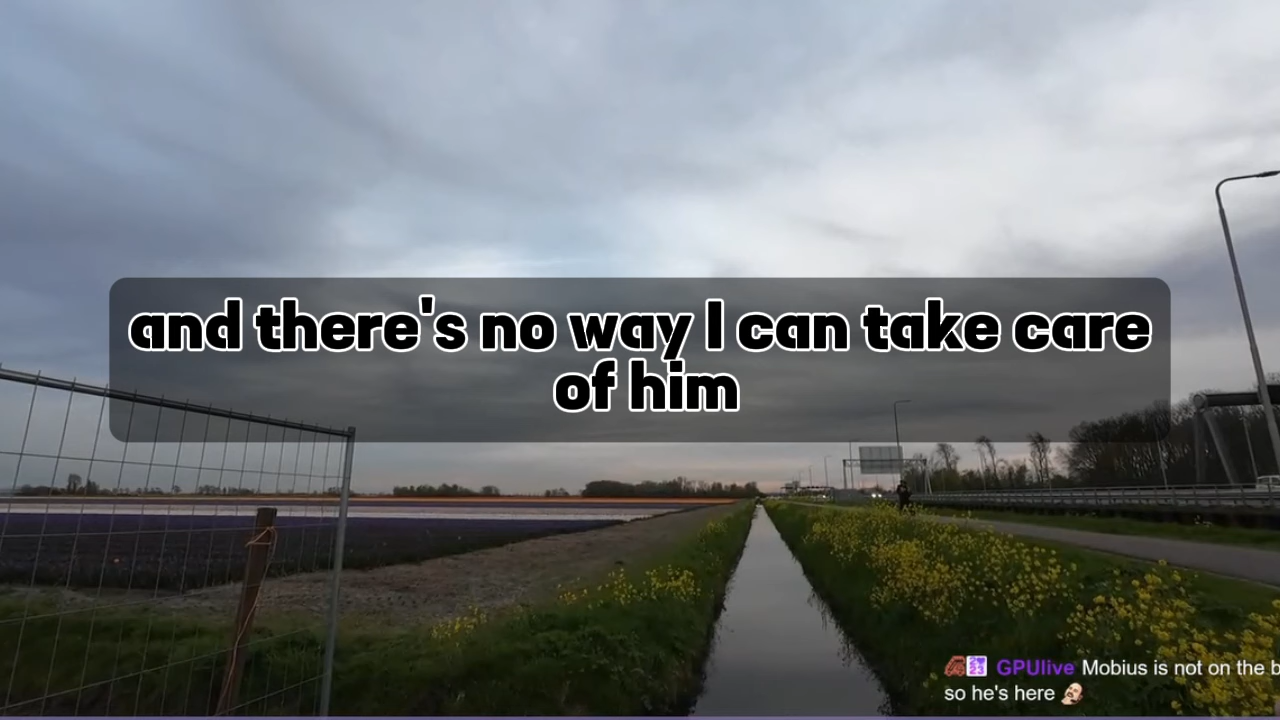 and there's no way I can take care
of him
GPUlive Mobius is not on the b
so he's here